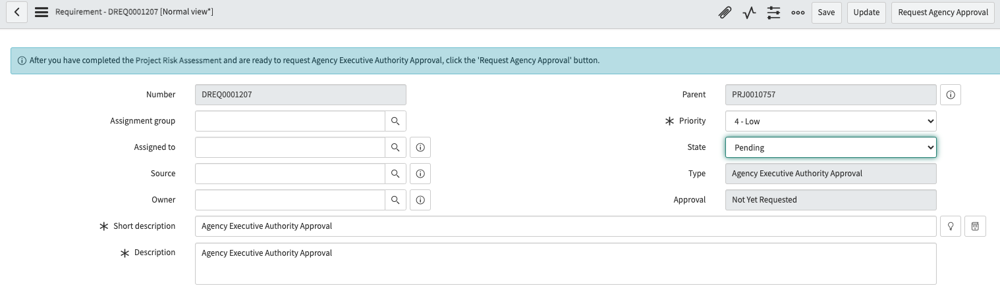 Requirement - DREQ0001207 [Normal view*]
Save
Update
Request Agency Approval
After you have completed the Project Risk Assessment and are ready to request Agency Executive Authority Approval, click the 'Request Agency Approval' button.
Number DREQ0001207
Parent PRJ0010757
Assignment group
Priority 4 - Low
Assigned to
State Pending
Source
Type Agency Executive Authority Approval
Owner
Approval Not Yet Requested
Short description Agency Executive Authority Approval
Description Agency Executive Authority Approval